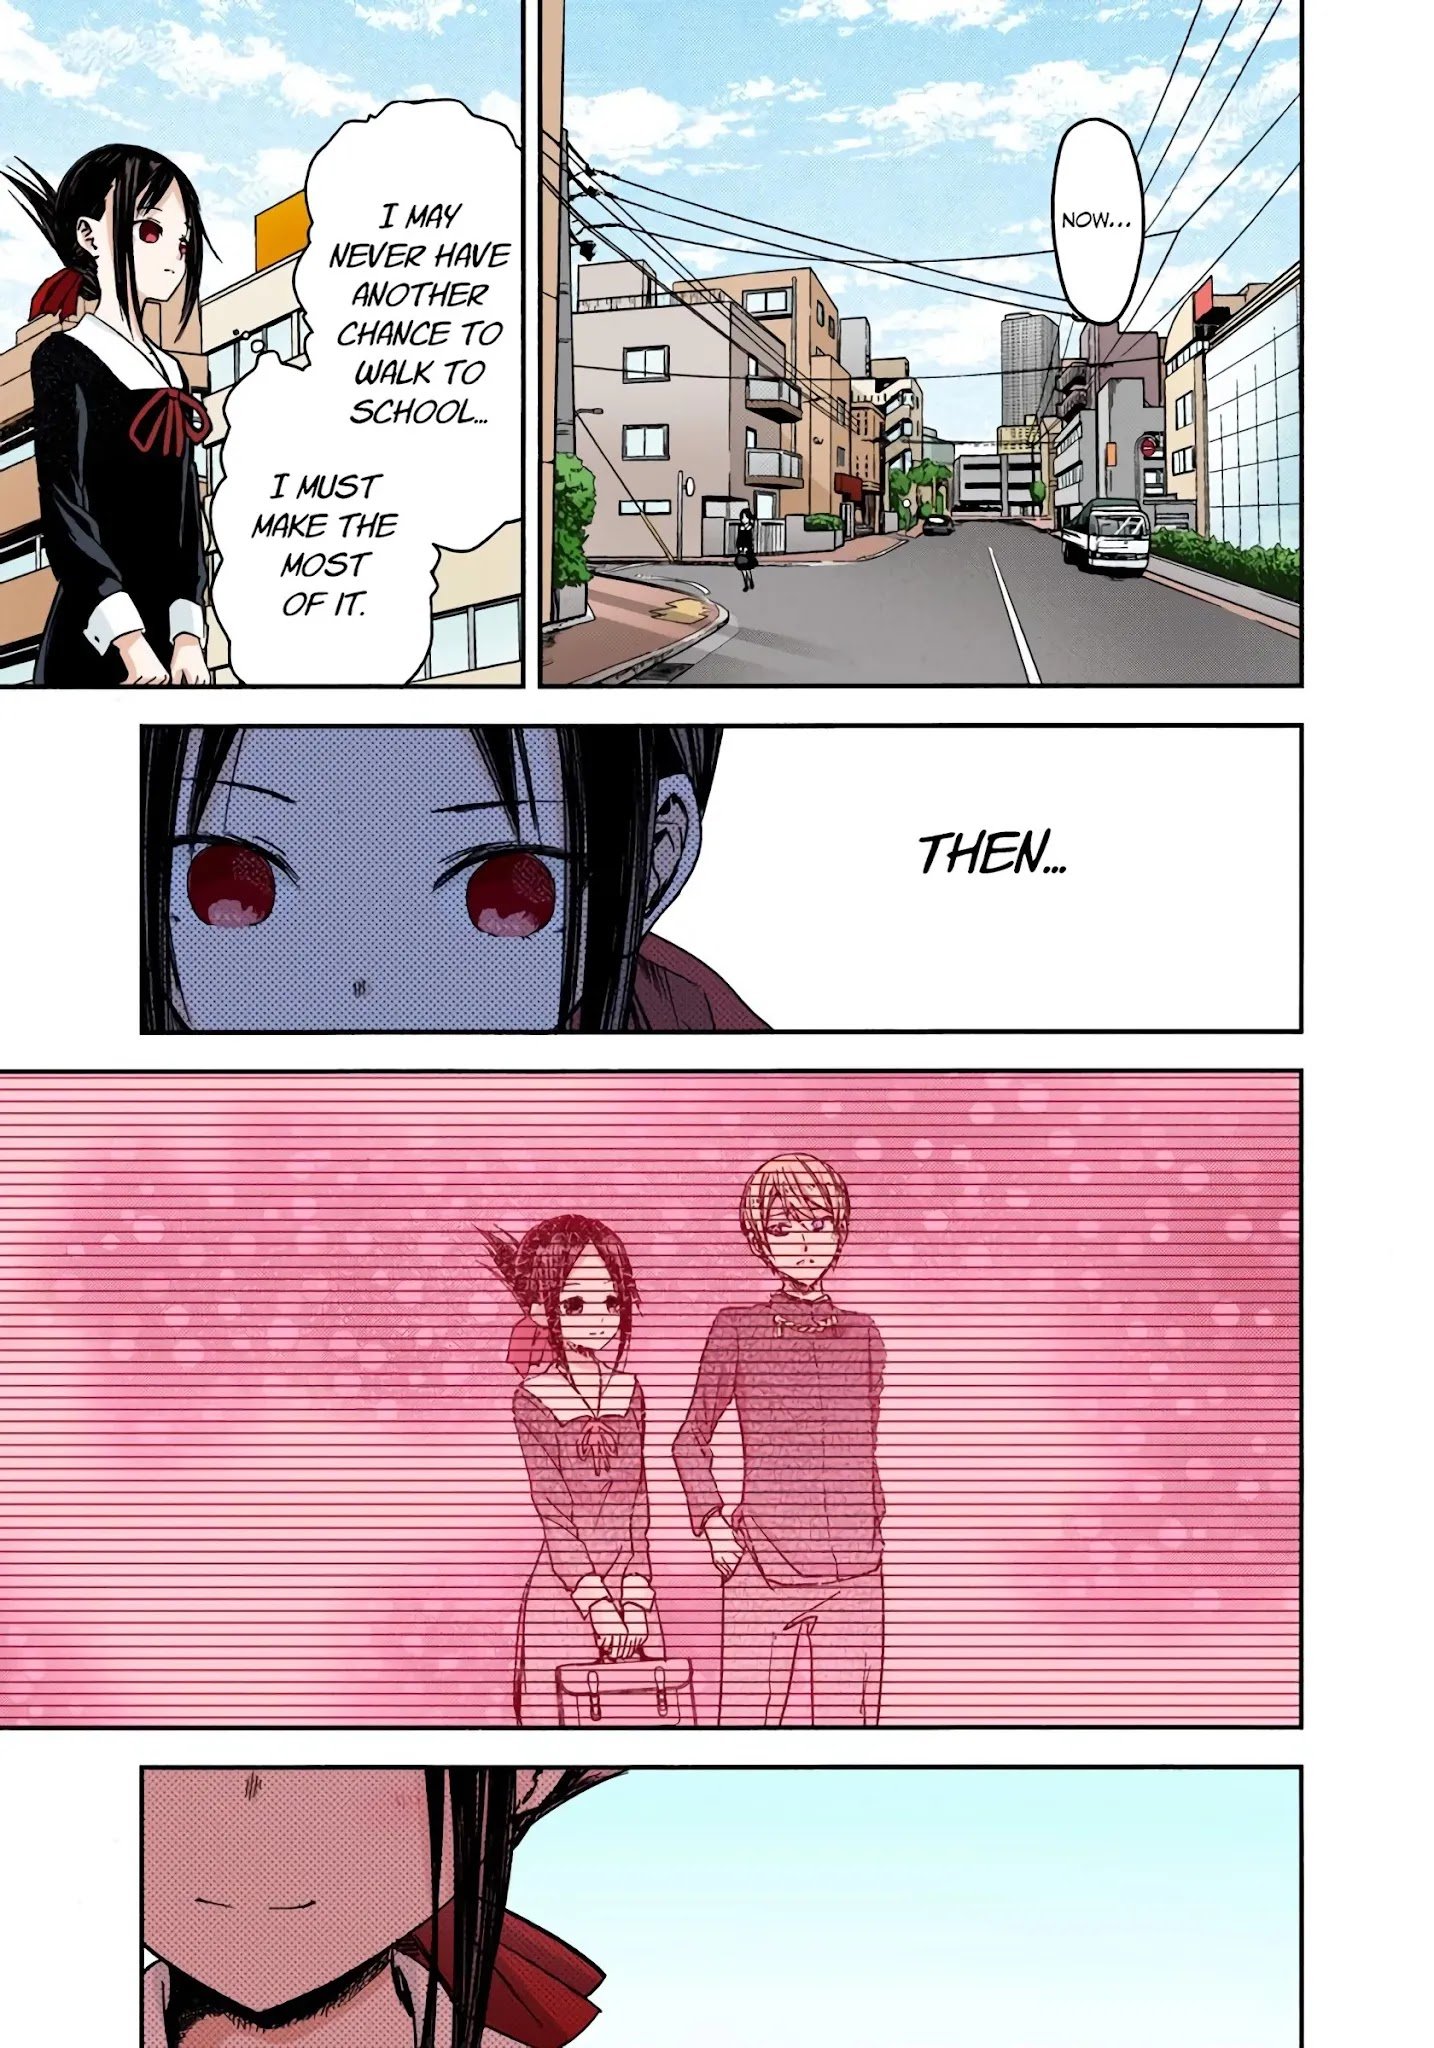 NOW...
I MAY
NEVER HAVE
ANOTHER
CHANCE TO
WALK TO
SCHOOL...
I MUST
MAKE THE
MOST
OF IT.
THEN...